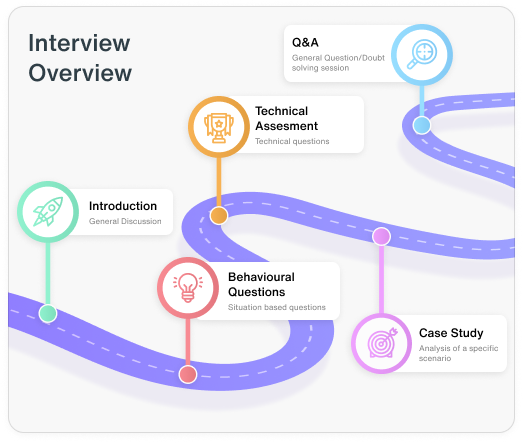 Interview
Overview
Q&A
General Question/Doubt
solving session
Technical
Assesment
Technical questions
Introduction
General Discussion
Behavioural
Questions
Situation based questions
Case Study
Analysis of a specific
scenario